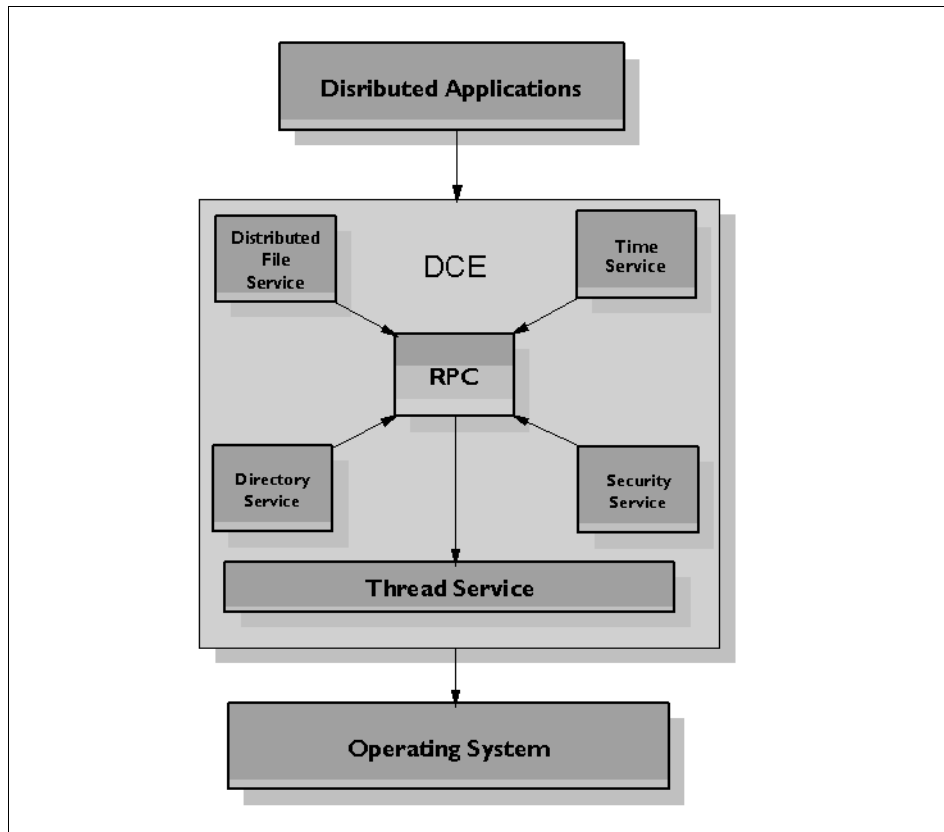 Disributed Applications
Distributed
File
Service
DCE
Time
Service
RPC
Directory
Service
Security
Service
Thread Service
Operating System